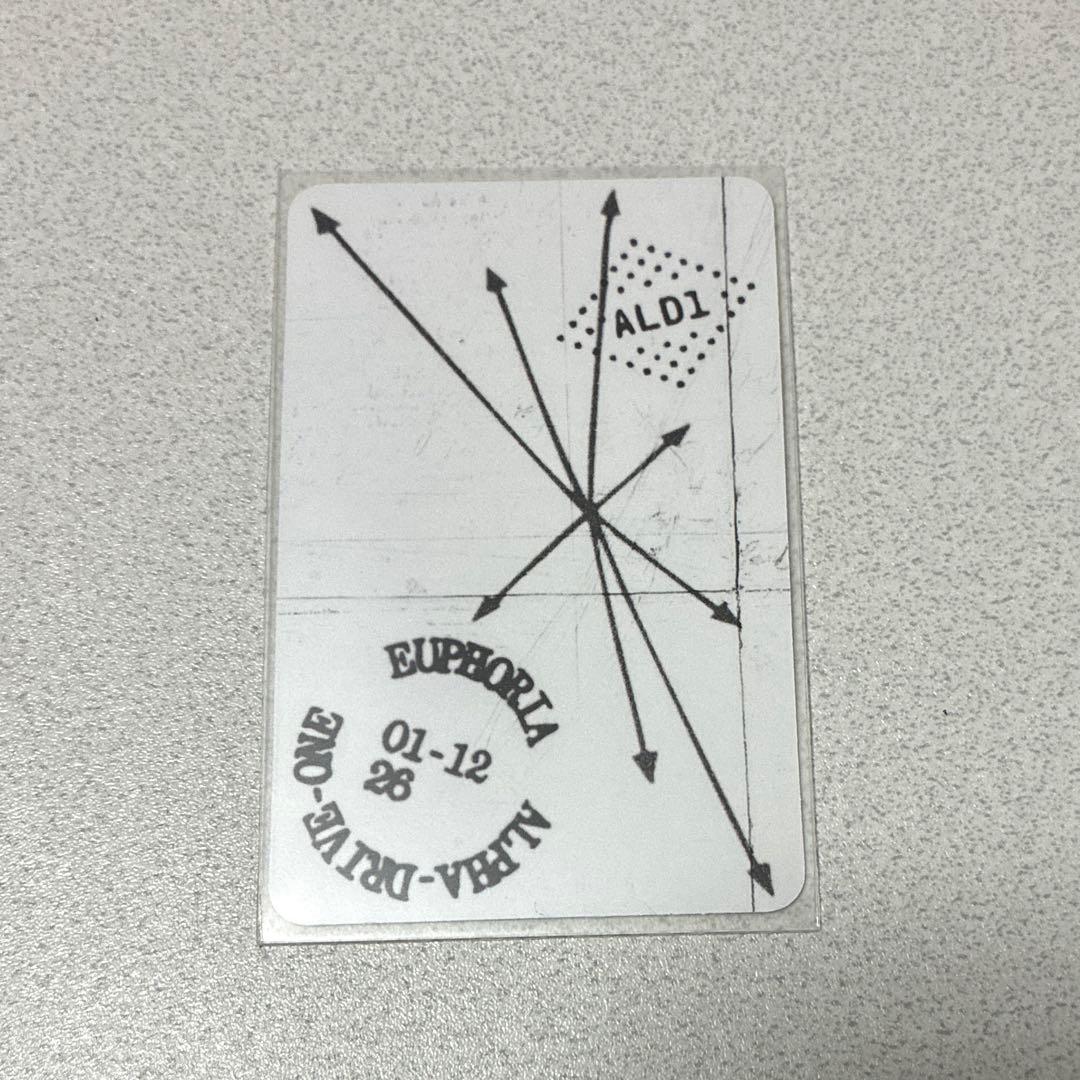 ALD1
EUPHORIA
01-12
26
ALPHA-DRIVE-ONE